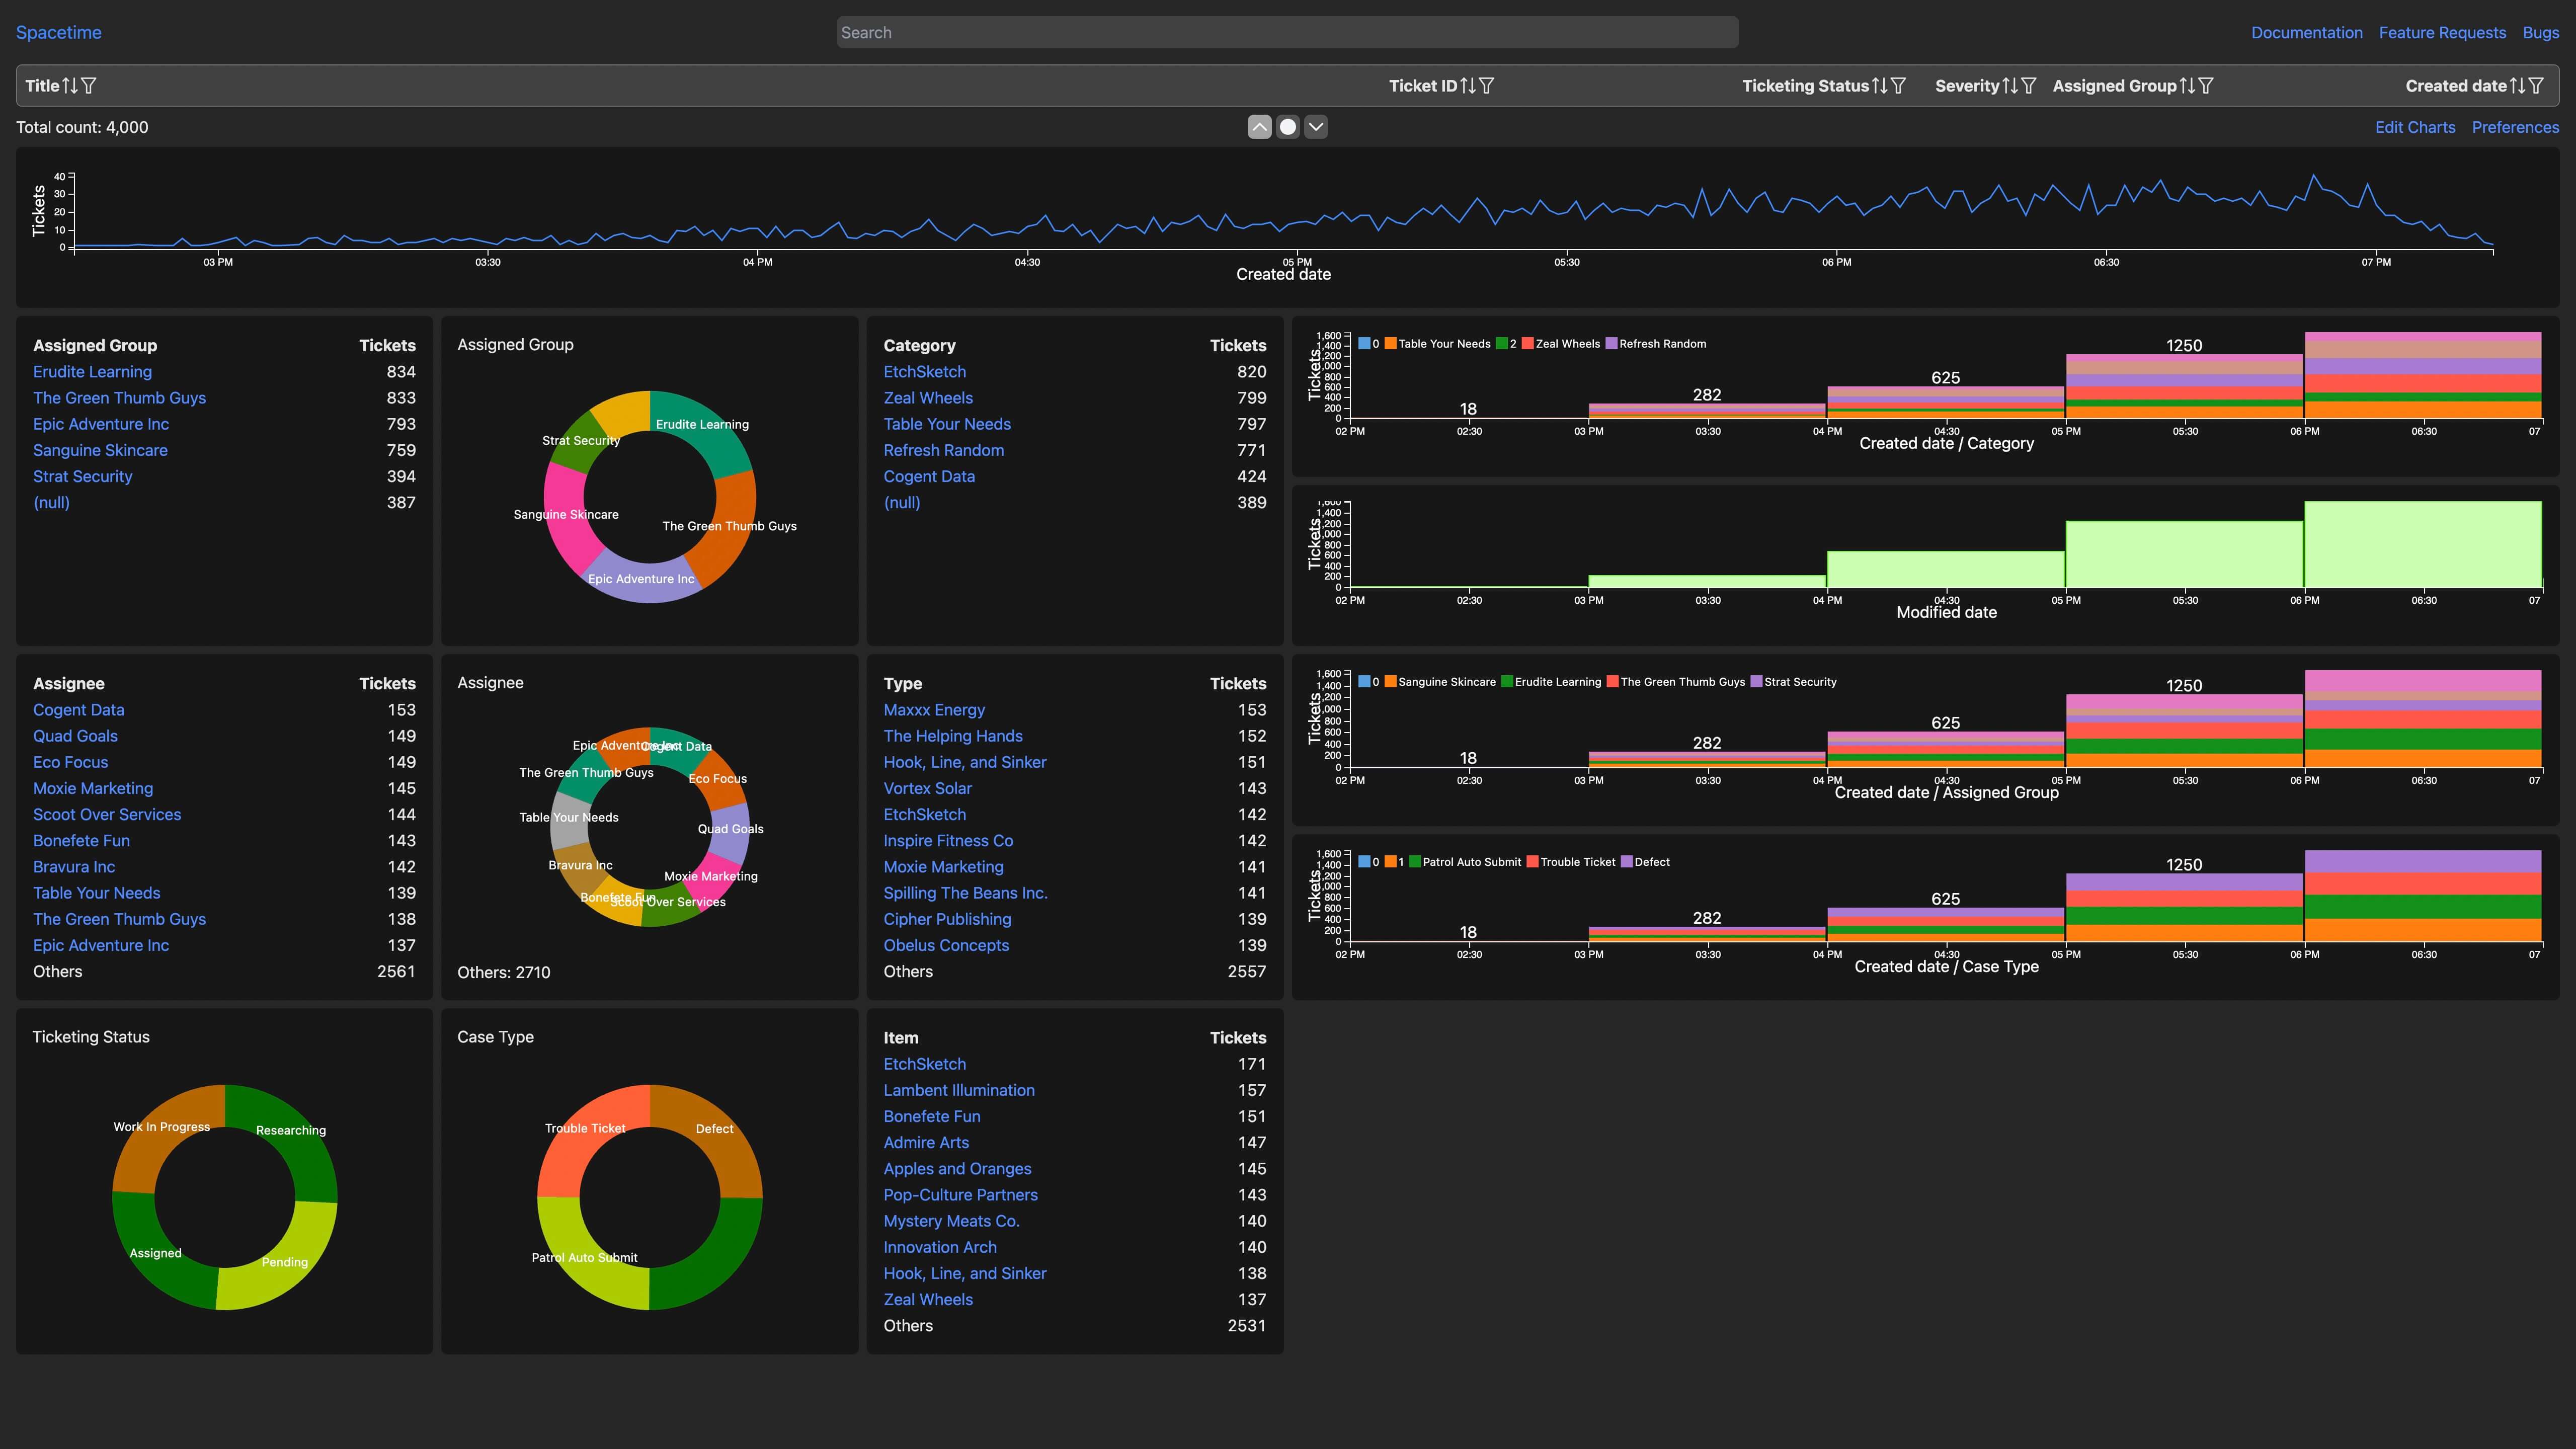 Spacetime
Search
Documentation Feature Requests Bugs
Title Ticket ID Ticketing Status Severity Assigned Group Created date
Total count: 4,000
Edit Charts Preferences
Tickets
40
30
20
10
0
03 PM 03:30 04 PM 04:30 05 PM 05:30 06 PM 06:30 07 PM
Created date
Assigned Group Tickets
Erudite Learning 834
The Green Thumb Guys 833
Epic Adventure Inc 793
Sanguine Skincare 759
Strat Security 394
(null) 387
Assigned Group
Erudite Learning
Strat Security
Sanguine Skincare
The Green Thumb Guys
Epic Adventure Inc
Category Tickets
EtchSketch 820
Zeal Wheels 799
Table Your Needs 797
Refresh Random 771
Cogent Data 424
(null) 389
0 Table Your Needs 2 Zeal Wheels Refresh Random
Tickets
1,600
1,400
1,200
1,000
800
600
400
200
0
18 282 625 1250
02 PM 02:30 03 PM 03:30 04 PM 04:30 05 PM 05:30 06 PM 06:30 07
Created date / Category
Tickets
1,600
1,400
1,200
1,000
800
600
400
200
0
02 PM 02:30 03 PM 03:30 04 PM 04:30 05 PM 05:30 06 PM 06:30 07
Modified date
Assignee Tickets
Cogent Data 153
Quad Goals 149
Eco Focus 149
Moxie Marketing 145
Scoot Over Services 144
Bonefete Fun 143
Bravura Inc 142
Table Your Needs 139
The Green Thumb Guys 138
Epic Adventure Inc 137
Others 2561
Assignee
Epic Adventure Inc
Cogent Data
The Green Thumb Guys
Eco Focus
Table Your Needs
Quad Goals
Bravura Inc
Moxie Marketing
Bonefete Fun
Scoot Over Services
Others: 2710
Type Tickets
Maxxx Energy 153
The Helping Hands 152
Hook, Line, and Sinker 151
Vortex Solar 143
EtchSketch 142
Inspire Fitness Co 142
Moxie Marketing 141
Spilling The Beans Inc. 141
Cipher Publishing 139
Obelus Concepts 139
Others 2557
0 Sanguine Skincare Erudite Learning The Green Thumb Guys Strat Security
Tickets
1,600
1,400
1,200
1,000
800
600
400
200
0
18 282 625 1250
02 PM 02:30 03 PM 03:30 04 PM 04:30 05 PM 05:30 06 PM 06:30 07
Created date / Assigned Group
0 1 Patrol Auto Submit Trouble Ticket Defect
Tickets
1,600
1,400
1,200
1,000
800
600
400
200
0
18 282 625 1250
02 PM 02:30 03 PM 03:30 04 PM 04:30 05 PM 05:30 06 PM 06:30 07
Created date / Case Type
Ticketing Status
Work In Progress
Researching
Assigned
Pending
Case Type
Trouble Ticket
Defect
Patrol Auto Submit
Item Tickets
EtchSketch 171
Lambent Illumination 157
Bonefete Fun 151
Admire Arts 147
Apples and Oranges 145
Pop-Culture Partners 143
Mystery Meats Co. 140
Innovation Arch 140
Hook, Line, and Sinker 138
Zeal Wheels 137
Others 2531